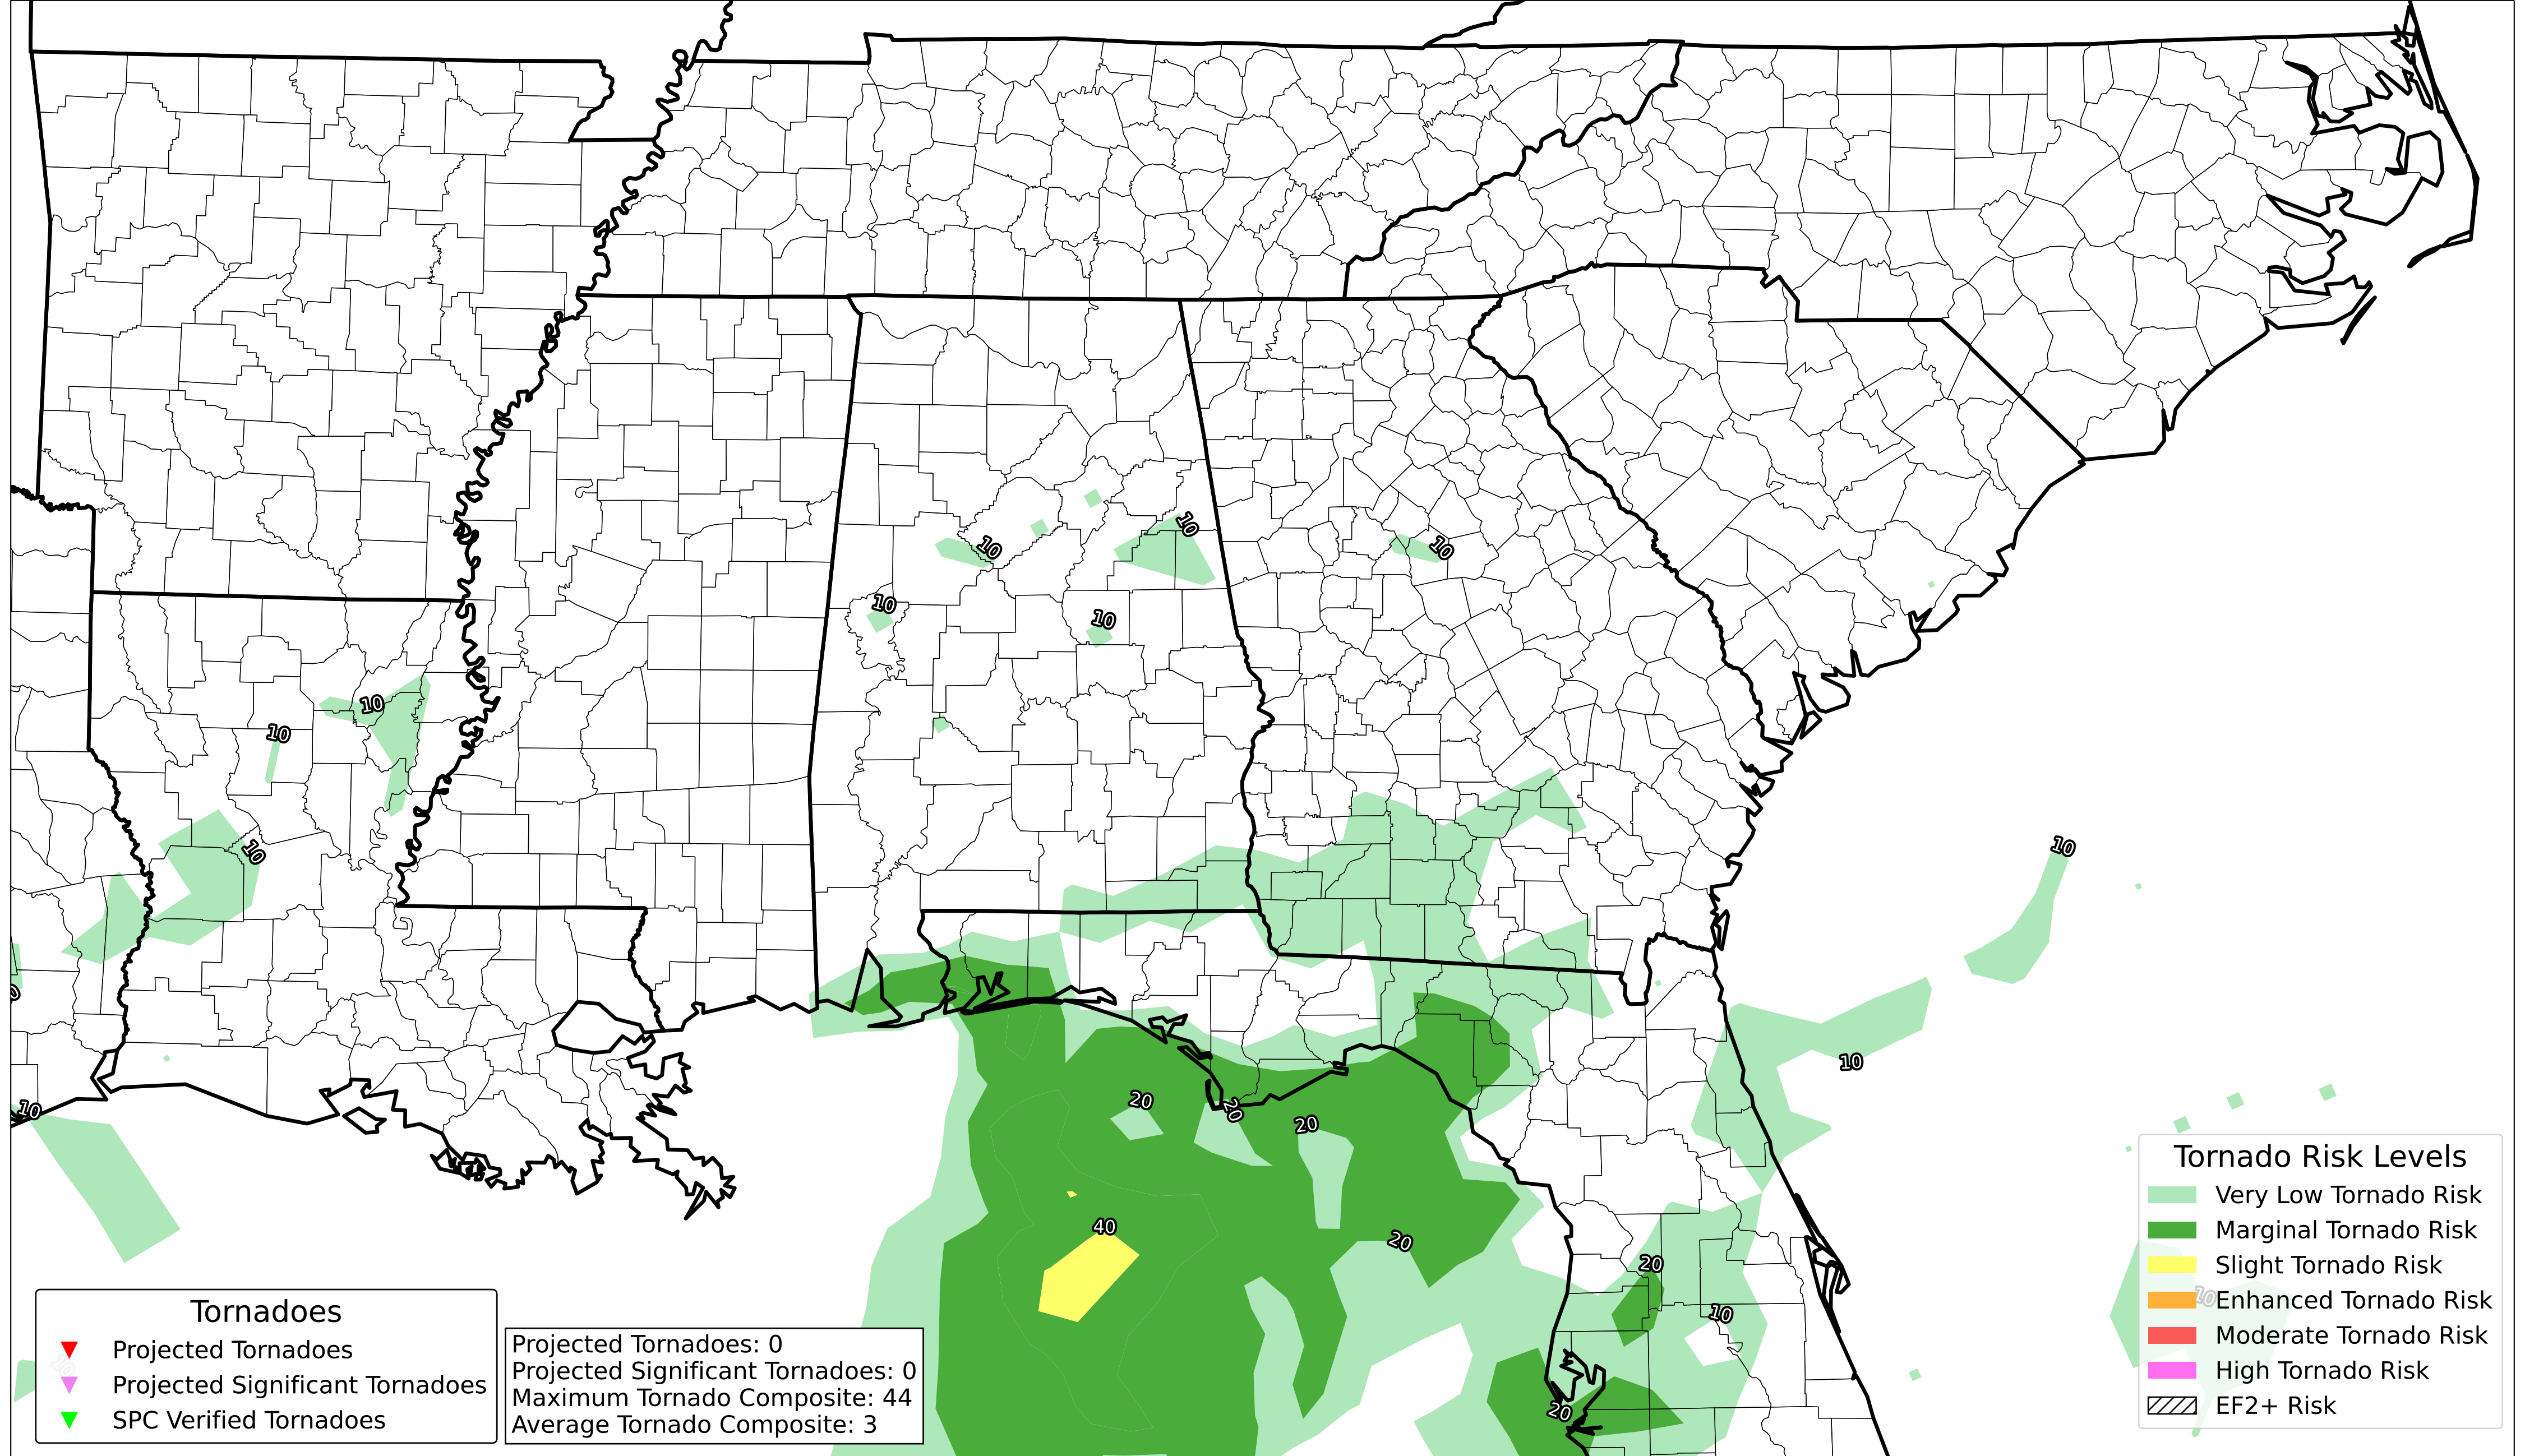 10
10
10
10
10
10
10
10
10
10
10
20
20
20
40
20
20
10
20
10
Tornado Risk Levels
Very Low Tornado Risk
Marginal Tornado Risk
Slight Tornado Risk
Enhanced Tornado Risk
Moderate Tornado Risk
High Tornado Risk
EF2+ Risk
Tornadoes
Projected Tornadoes
Projected Significant Tornadoes
SPC Verified Tornadoes
Projected Tornadoes: 0
Projected Significant Tornadoes: 0
Maximum Tornado Composite: 44
Average Tornado Composite: 3